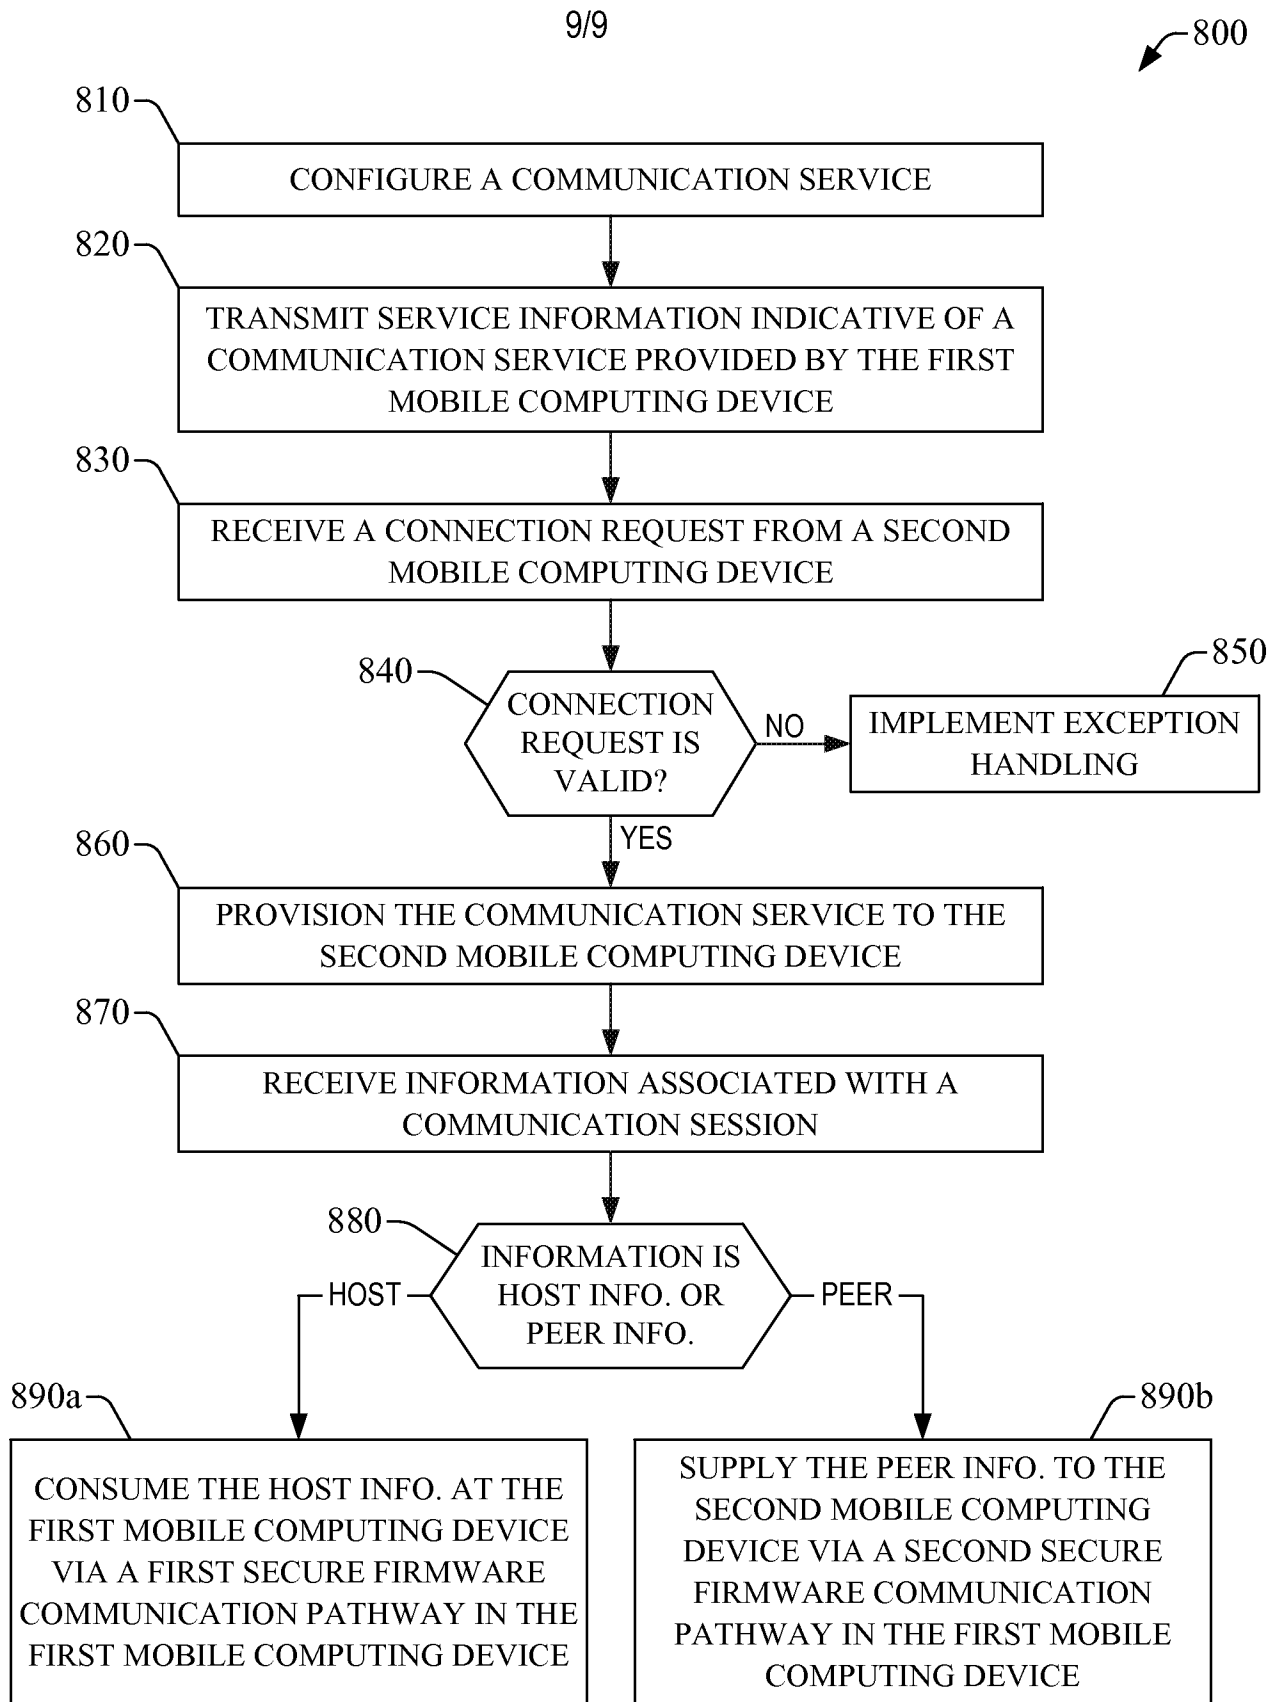 9/9
800
810
CONFIGURE A COMMUNICATION SERVICE
820
TRANSMIT SERVICE INFORMATION INDICATIVE OF A
COMMUNICATION SERVICE PROVIDED BY THE FIRST
MOBILE COMPUTING DEVICE
830
RECEIVE A CONNECTION REQUEST FROM A SECOND
MOBILE COMPUTING DEVICE
840
CONNECTION
REQUEST IS
VALID?
NO
850
IMPLEMENT EXCEPTION
HANDLING
YES
860
PROVISION THE COMMUNICATION SERVICE TO THE
SECOND MOBILE COMPUTING DEVICE
870
RECEIVE INFORMATION ASSOCIATED WITH A
COMMUNICATION SESSION
880
INFORMATION IS
HOST INFO. OR
PEER INFO.
HOST
PEER
890a
CONSUME THE HOST INFO. AT THE
FIRST MOBILE COMPUTING DEVICE
VIA A FIRST SECURE FIRMWARE
COMMUNICATION PATHWAY IN THE
FIRST MOBILE COMPUTING DEVICE
890b
SUPPLY THE PEER INFO. TO THE
SECOND MOBILE COMPUTING
DEVICE VIA A SECOND SECURE
FIRMWARE COMMUNICATION
PATHWAY IN THE FIRST MOBILE
COMPUTING DEVICE